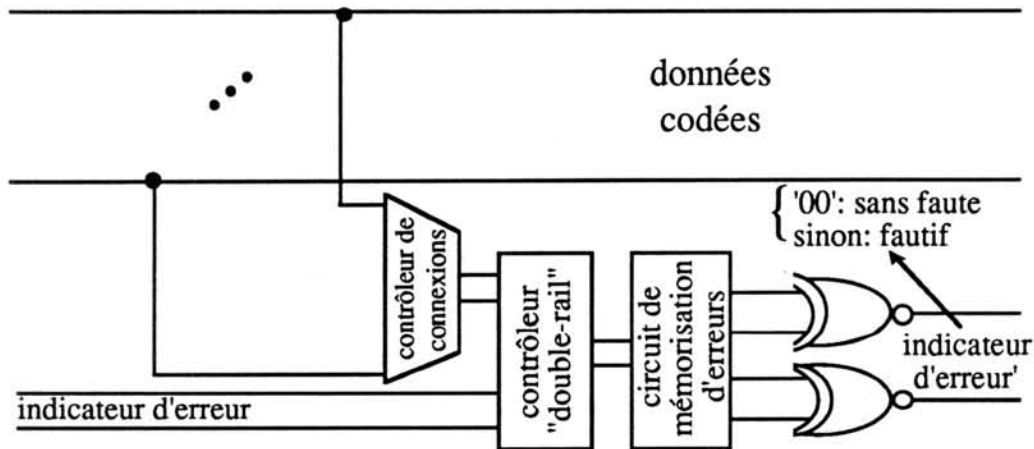 données
codées
'00': sans faute
sinon: fautif
contrôleur de
connexions
contrôleur
"double-rail"
circuit de
mémorisation
d'erreurs
indicateur
d'erreur'
indicateur d'erreur